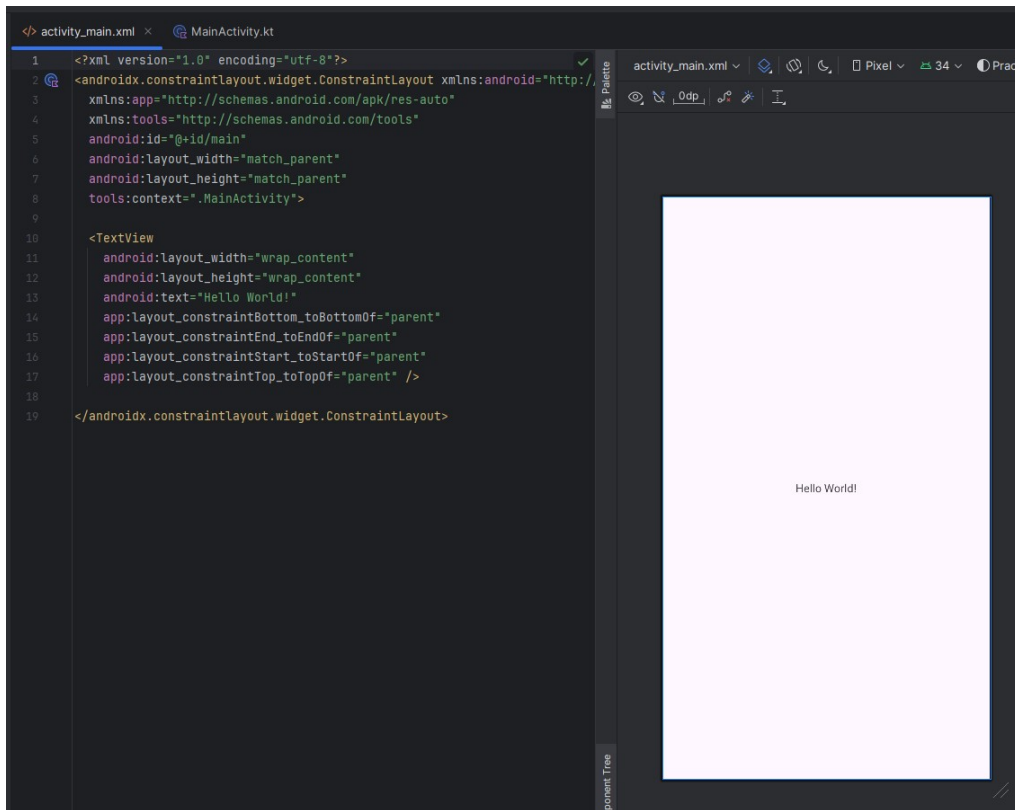 </> activity_main.xml × MainActivity.kt
1 <?xml version="1.0" encoding="utf-8"?>
2 <androidx.constraintlayout.widget.ConstraintLayout xmlns:android="http:/
3 xmlns:app="http://schemas.android.com/apk/res-auto"
4 xmlns:tools="http://schemas.android.com/tools"
5 android:id="@+id/main"
6 android:layout_width="match_parent"
7 android:layout_height="match_parent"
8 tools:context=".MainActivity">
9
10 <TextView
11 android:layout_width="wrap_content"
12 android:layout_height="wrap_content"
13 android:text="Hello World!"
14 app:layout_constraintBottom_toBottomOf="parent"
15 app:layout_constraintEnd_toEndOf="parent"
16 app:layout_constraintStart_toStartOf="parent"
17 app:layout_constraintTop_toTopOf="parent" />
18
19 </androidx.constraintlayout.widget.ConstraintLayout>
Palette
ponent Tree
activity_main.xml Pixel 34 Prac
0dp
Hello World!